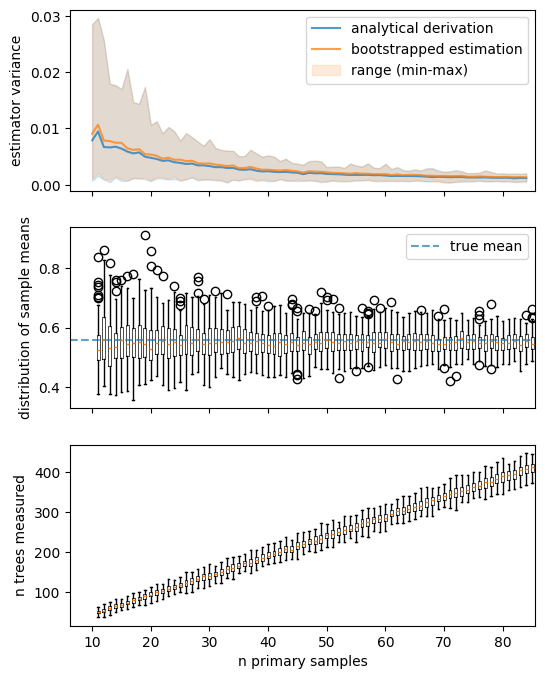 0.03
0.02
0.01
0.00
estimator variance
analytical derivation
bootstrapped estimation
range (min-max)
0.8
0.6
0.4
distribution of sample means
true mean
400
300
200
100
n trees measured
10 20 30 40 50 60 70 80
n primary samples